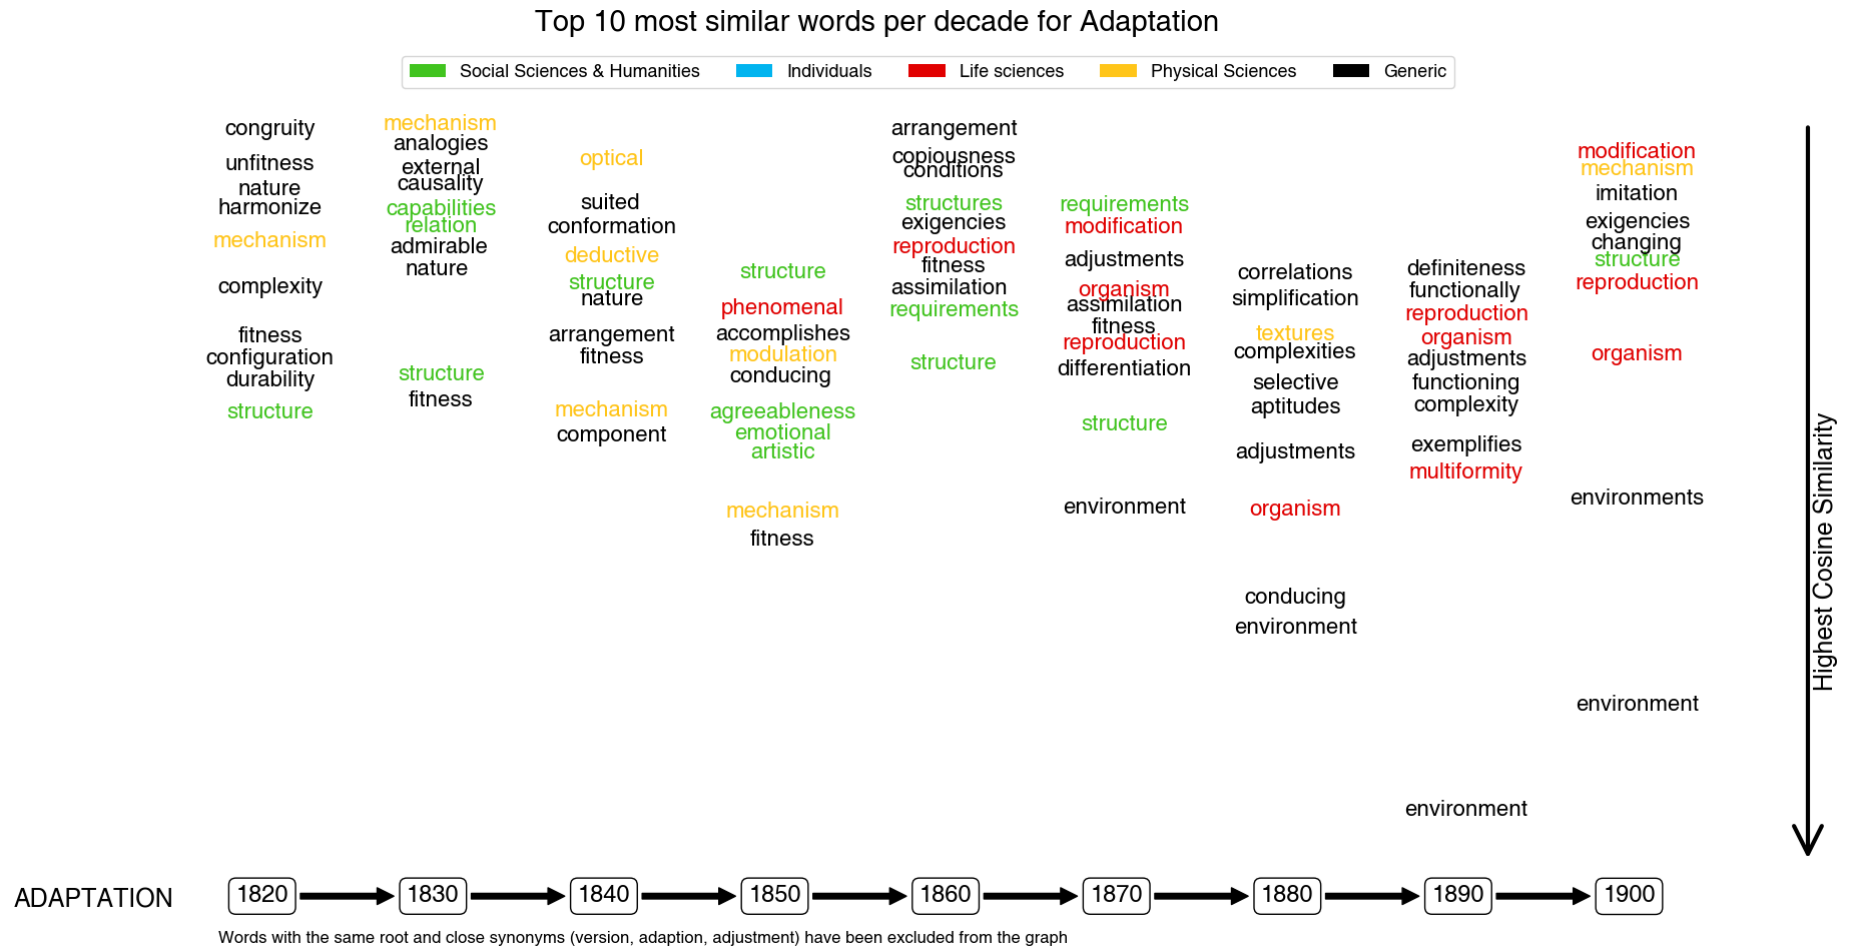 Top 10 most similar words per decade for Adaptation
Social Sciences & Humanities Individuals Life sciences Physical Sciences Generic
congruity
unfitness
nature
harmonize
mechanism
complexity
fitness
configuration
durability
structure
mechanism
analogies
external
causality
capabilities
relation
admirable
nature
structure
fitness
optical
suited
conformation
deductive
structure
nature
arrangement
fitness
mechanism
component
structure
phenomenal
accomplishes
modulation
conducing
agreeableness
emotional
artistic
mechanism
fitness
arrangement
copiousness
conditions
structures
exigencies
reproduction
fitness
assimilation
requirements
structure
requirements
modification
adjustments
organism
assimilation
fitness
reproduction
differentiation
structure
environment
correlations
simplification
textures
complexities
selective
aptitudes
adjustments
organism
conducing
environment
definiteness
functionally
reproduction
organism
adjustments
functioning
complexity
exemplifies
multiformity
environment
modification
mechanism
imitation
exigencies
changing
structure
reproduction
organism
environments
environment
Highest Cosine Similarity
ADAPTATION 1820 1830 1840 1850 1860 1870 1880 1890 1900
Words with the same root and close synonyms (version, adaption, adjustment) have been excluded from the graph